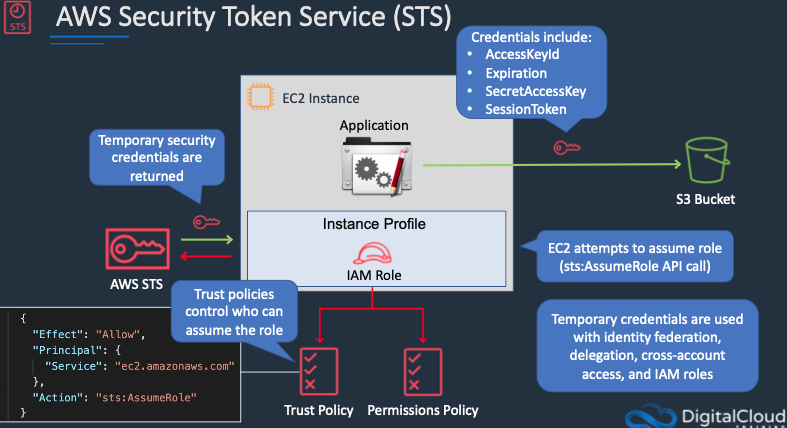 STS
AWS Security Token Service (STS)
Credentials include:
• AccessKeyId
• Expiration
• SecretAccessKey
• SessionToken
EC2 Instance
Application
Temporary security
credentials are
returned
S3 Bucket
Instance Profile
IAM Role
AWS STS
EC2 attempts to assume role
(sts:AssumeRole API call)
Trust policies
control who can
assume the role
Temporary credentials are used
with identity federation,
delegation, cross-account
access, and IAM roles
{
"Effect": "Allow",
"Principal": {
"Service": "ec2.amazonaws.com"
},
"Action": "sts:AssumeRole"
}
Trust Policy
Permissions Policy
DigitalCloud